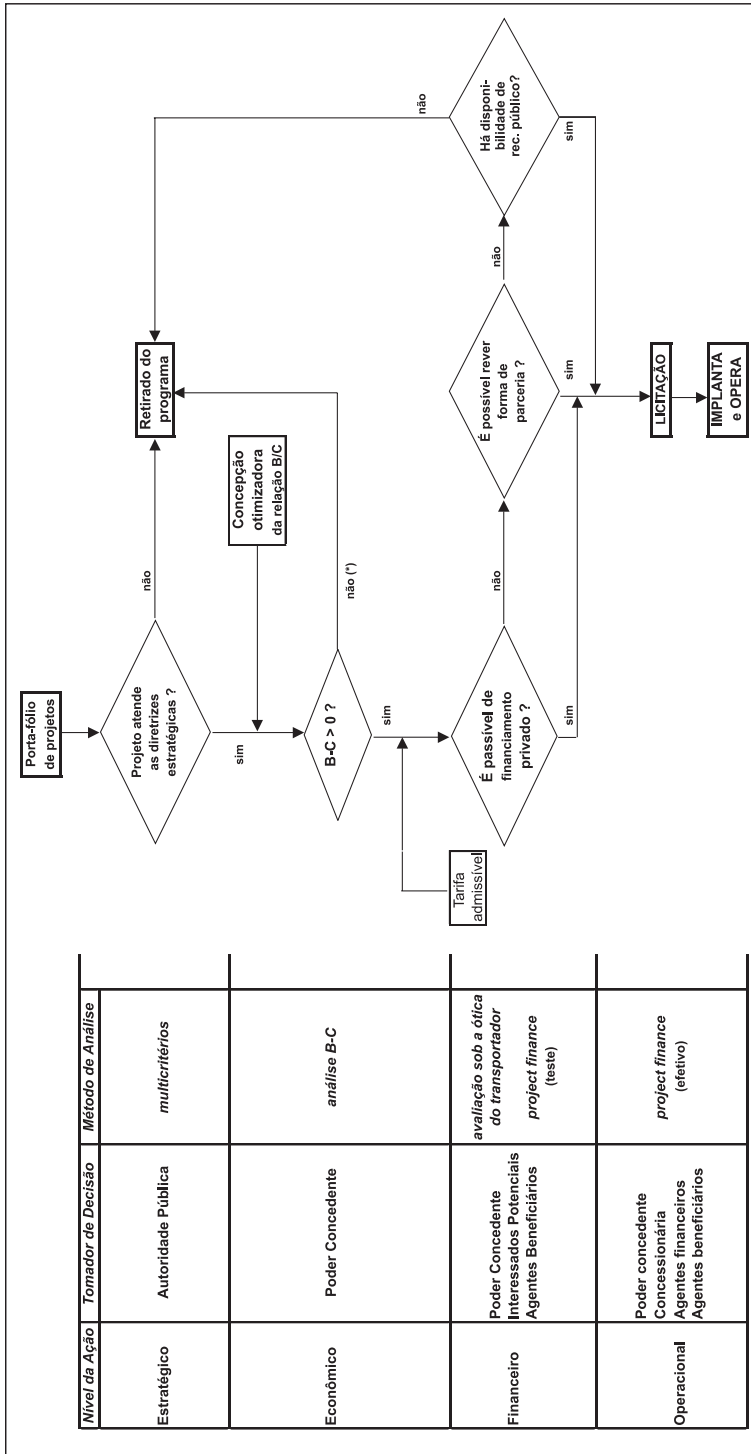 Nível da Ação
Tomador de Decisão
Método de Análise
Estratégico
Autoridade Pública
multicritérios
Econômico
Poder Concedente
análise B-C
Financeiro
Poder Concedente
Interessados Potenciais
Agentes Beneficiários
avaliação sob a ótica
do transportador
project finance
(teste)
Operacional
Poder concedente
Concessionária
Agentes financeiros
Agentes beneficiários
project finance
(efetivo)
Porta-fólio
de projetos
Projeto atende
as diretrizes
estratégicas ?
não
Retirado do
programa
sim
Concepção
otimizadora
da relação B/C
B-C > 0 ?
não (*)
sim
Tarifa
admissível
É passível de
financiamento
privado ?
não
sim
É possível rever
forma de
parceria ?
não
sim
Há disponi-
bilidade de
rec. público?
não
sim
LICITAÇÃO
IMPLANTA
e OPERA